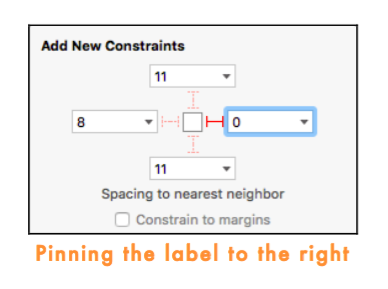 Add New Constraints
11
8 0
11
Spacing to nearest neighbor
Constrain to margins
Pinning the label to the right